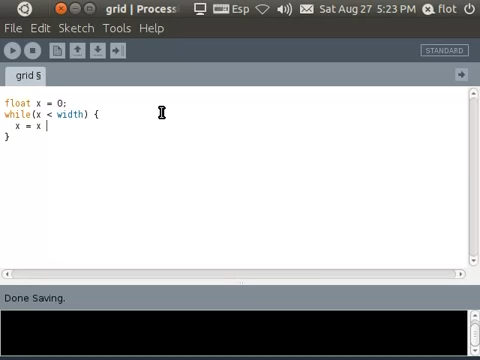 grid | Process
Esp
Sat Aug 27 5:23 PM
flot
File Edit Sketch Tools Help
STANDARD
grid §
float x = 0;
while(x < width) {
x = x
}
Done Saving.